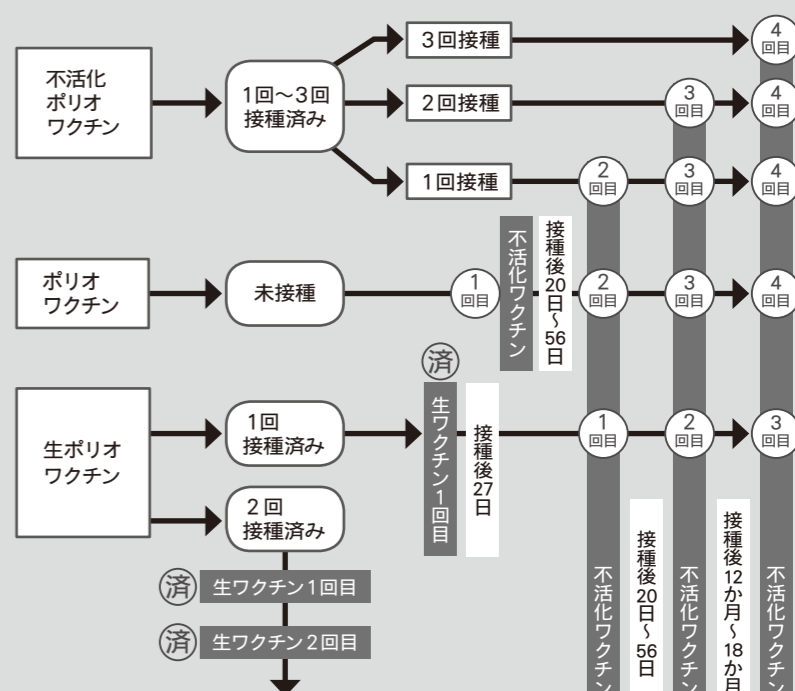 不活化
ポリオ
ワクチン
1回～3回
接種済み
3回接種
4
回目
2回接種
3
回目
4
回目
1回接種
2
回目
3
回目
4
回目
ポリオ
ワクチン
未接種
1
回目
不活化ワクチン
接種後20日～56日
2
回目
3
回目
4
回目
生ポリオ
ワクチン
1回
接種済み
済
生ワクチン1回目
接種後27日
1
回目
2
回目
3
回目
2回
接種済み
済
生ワクチン1回目
済
生ワクチン2回目
不活化ワクチン
接種後20日～56日
不活化ワクチン
接種後12か月～18か月
不活化ワクチン